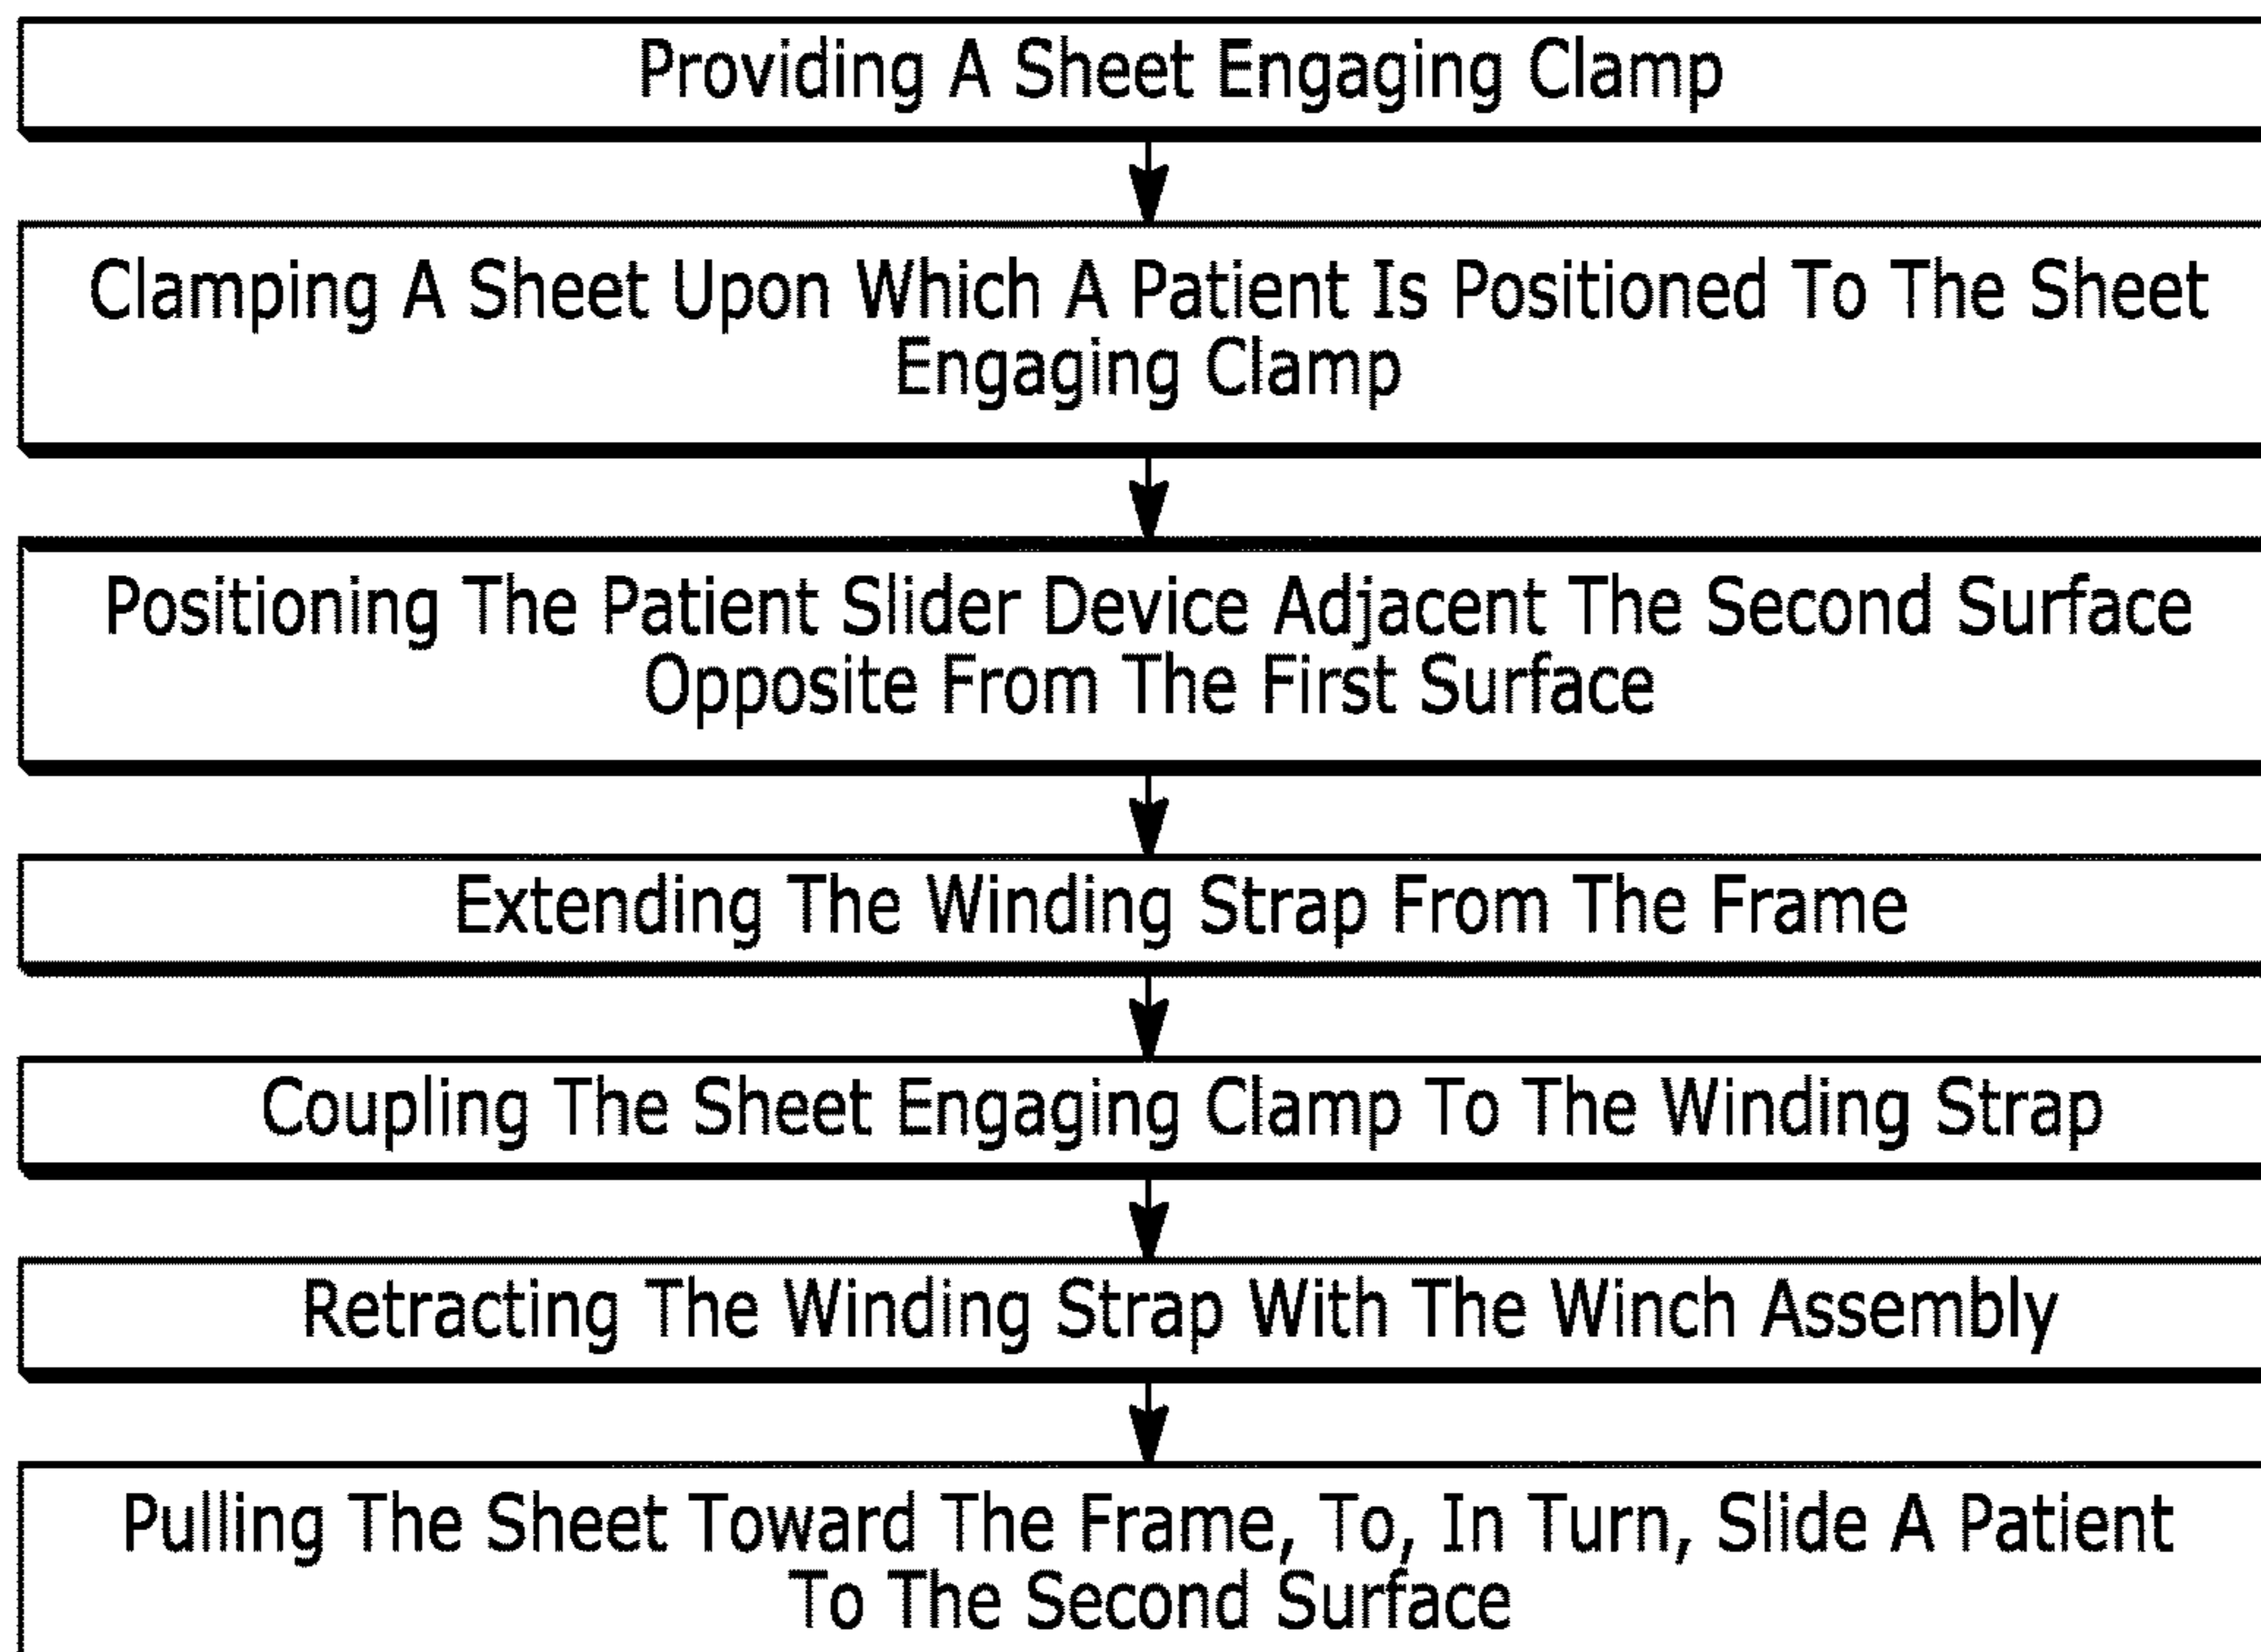 Providing A Sheet Engaging Clamp
Clamping A Sheet Upon Which A Patient Is Positioned To The Sheet
Engaging Clamp
Positioning The Patient Slider Device Adjacent The Second Surface
Opposite From The First Surface
Extending The Winding Strap From The Frame
Coupling The Sheet Engaging Clamp To The Winding Strap
Retracting The Winding Strap With The Winch Assembly
Pulling The Sheet Toward The Frame, To, In Turn, Slide A Patient
To The Second Surface